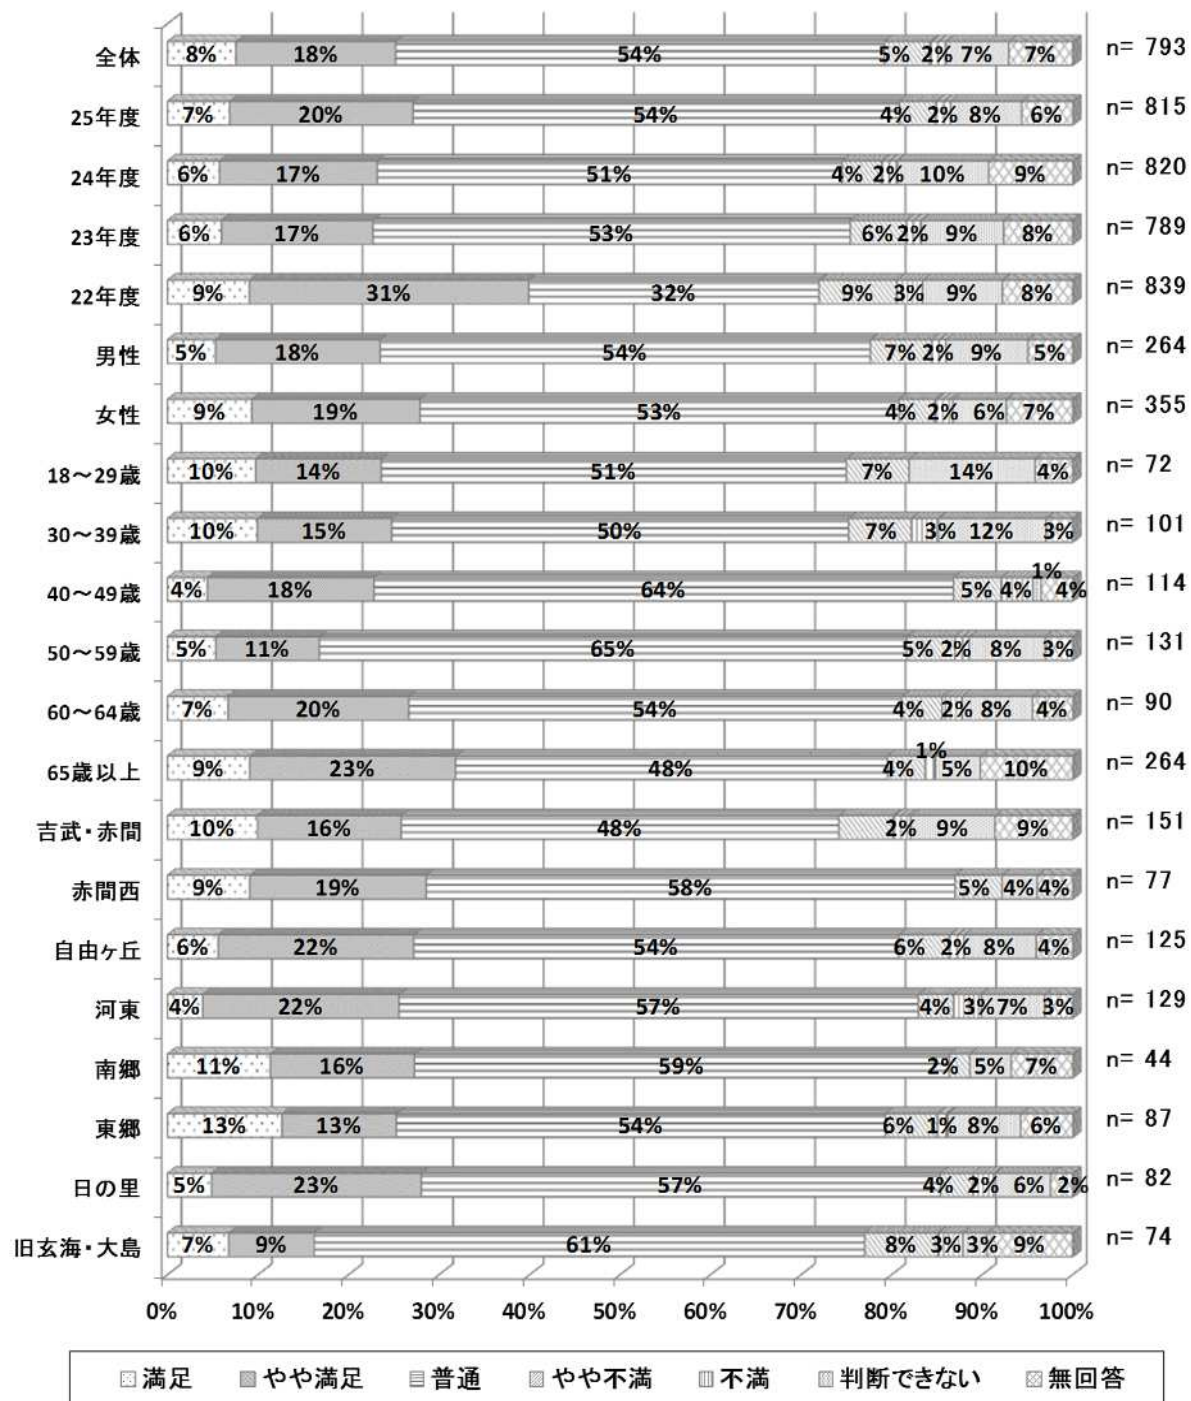 全体 8% 18% 54% 5% 2% 7% 7% n= 793
25年度 7% 20% 54% 4% 2% 8% 6% n= 815
24年度 6% 17% 51% 4% 2% 10% 9% n= 820
23年度 6% 17% 53% 6% 2% 9% 8% n= 789
22年度 9% 31% 32% 9% 3% 9% 8% n= 839
男性 5% 18% 54% 7% 2% 9% 5% n= 264
女性 9% 19% 53% 4% 2% 6% 7% n= 355
18～29歳 10% 14% 51% 7% 14% 4% n= 72
30～39歳 10% 15% 50% 7% 3% 12% 3% n= 101
40～49歳 4% 18% 64% 5% 4% 1% 4% n= 114
50～59歳 5% 11% 65% 5% 2% 8% 3% n= 131
60～64歳 7% 20% 54% 4% 2% 8% 4% n= 90
65歳以上 9% 23% 48% 4% 1% 5% 10% n= 264
吉武・赤間 10% 16% 48% 2% 9% 9% n= 151
赤間西 9% 19% 58% 5% 4% 4% n= 77
自由ヶ丘 6% 22% 54% 6% 2% 8% 4% n= 125
河東 4% 22% 57% 4% 3% 7% 3% n= 129
南郷 11% 16% 59% 2% 5% 7% n= 44
東郷 13% 13% 54% 6% 1% 8% 6% n= 87
日の里 5% 23% 57% 4% 2% 6% 2% n= 82
旧玄海・大島 7% 9% 61% 8% 3% 3% 9% n= 74
0% 10% 20% 30% 40% 50% 60% 70% 80% 90% 100%
満足 やや満足 普通 やや不満 不満 判断できない 無回答